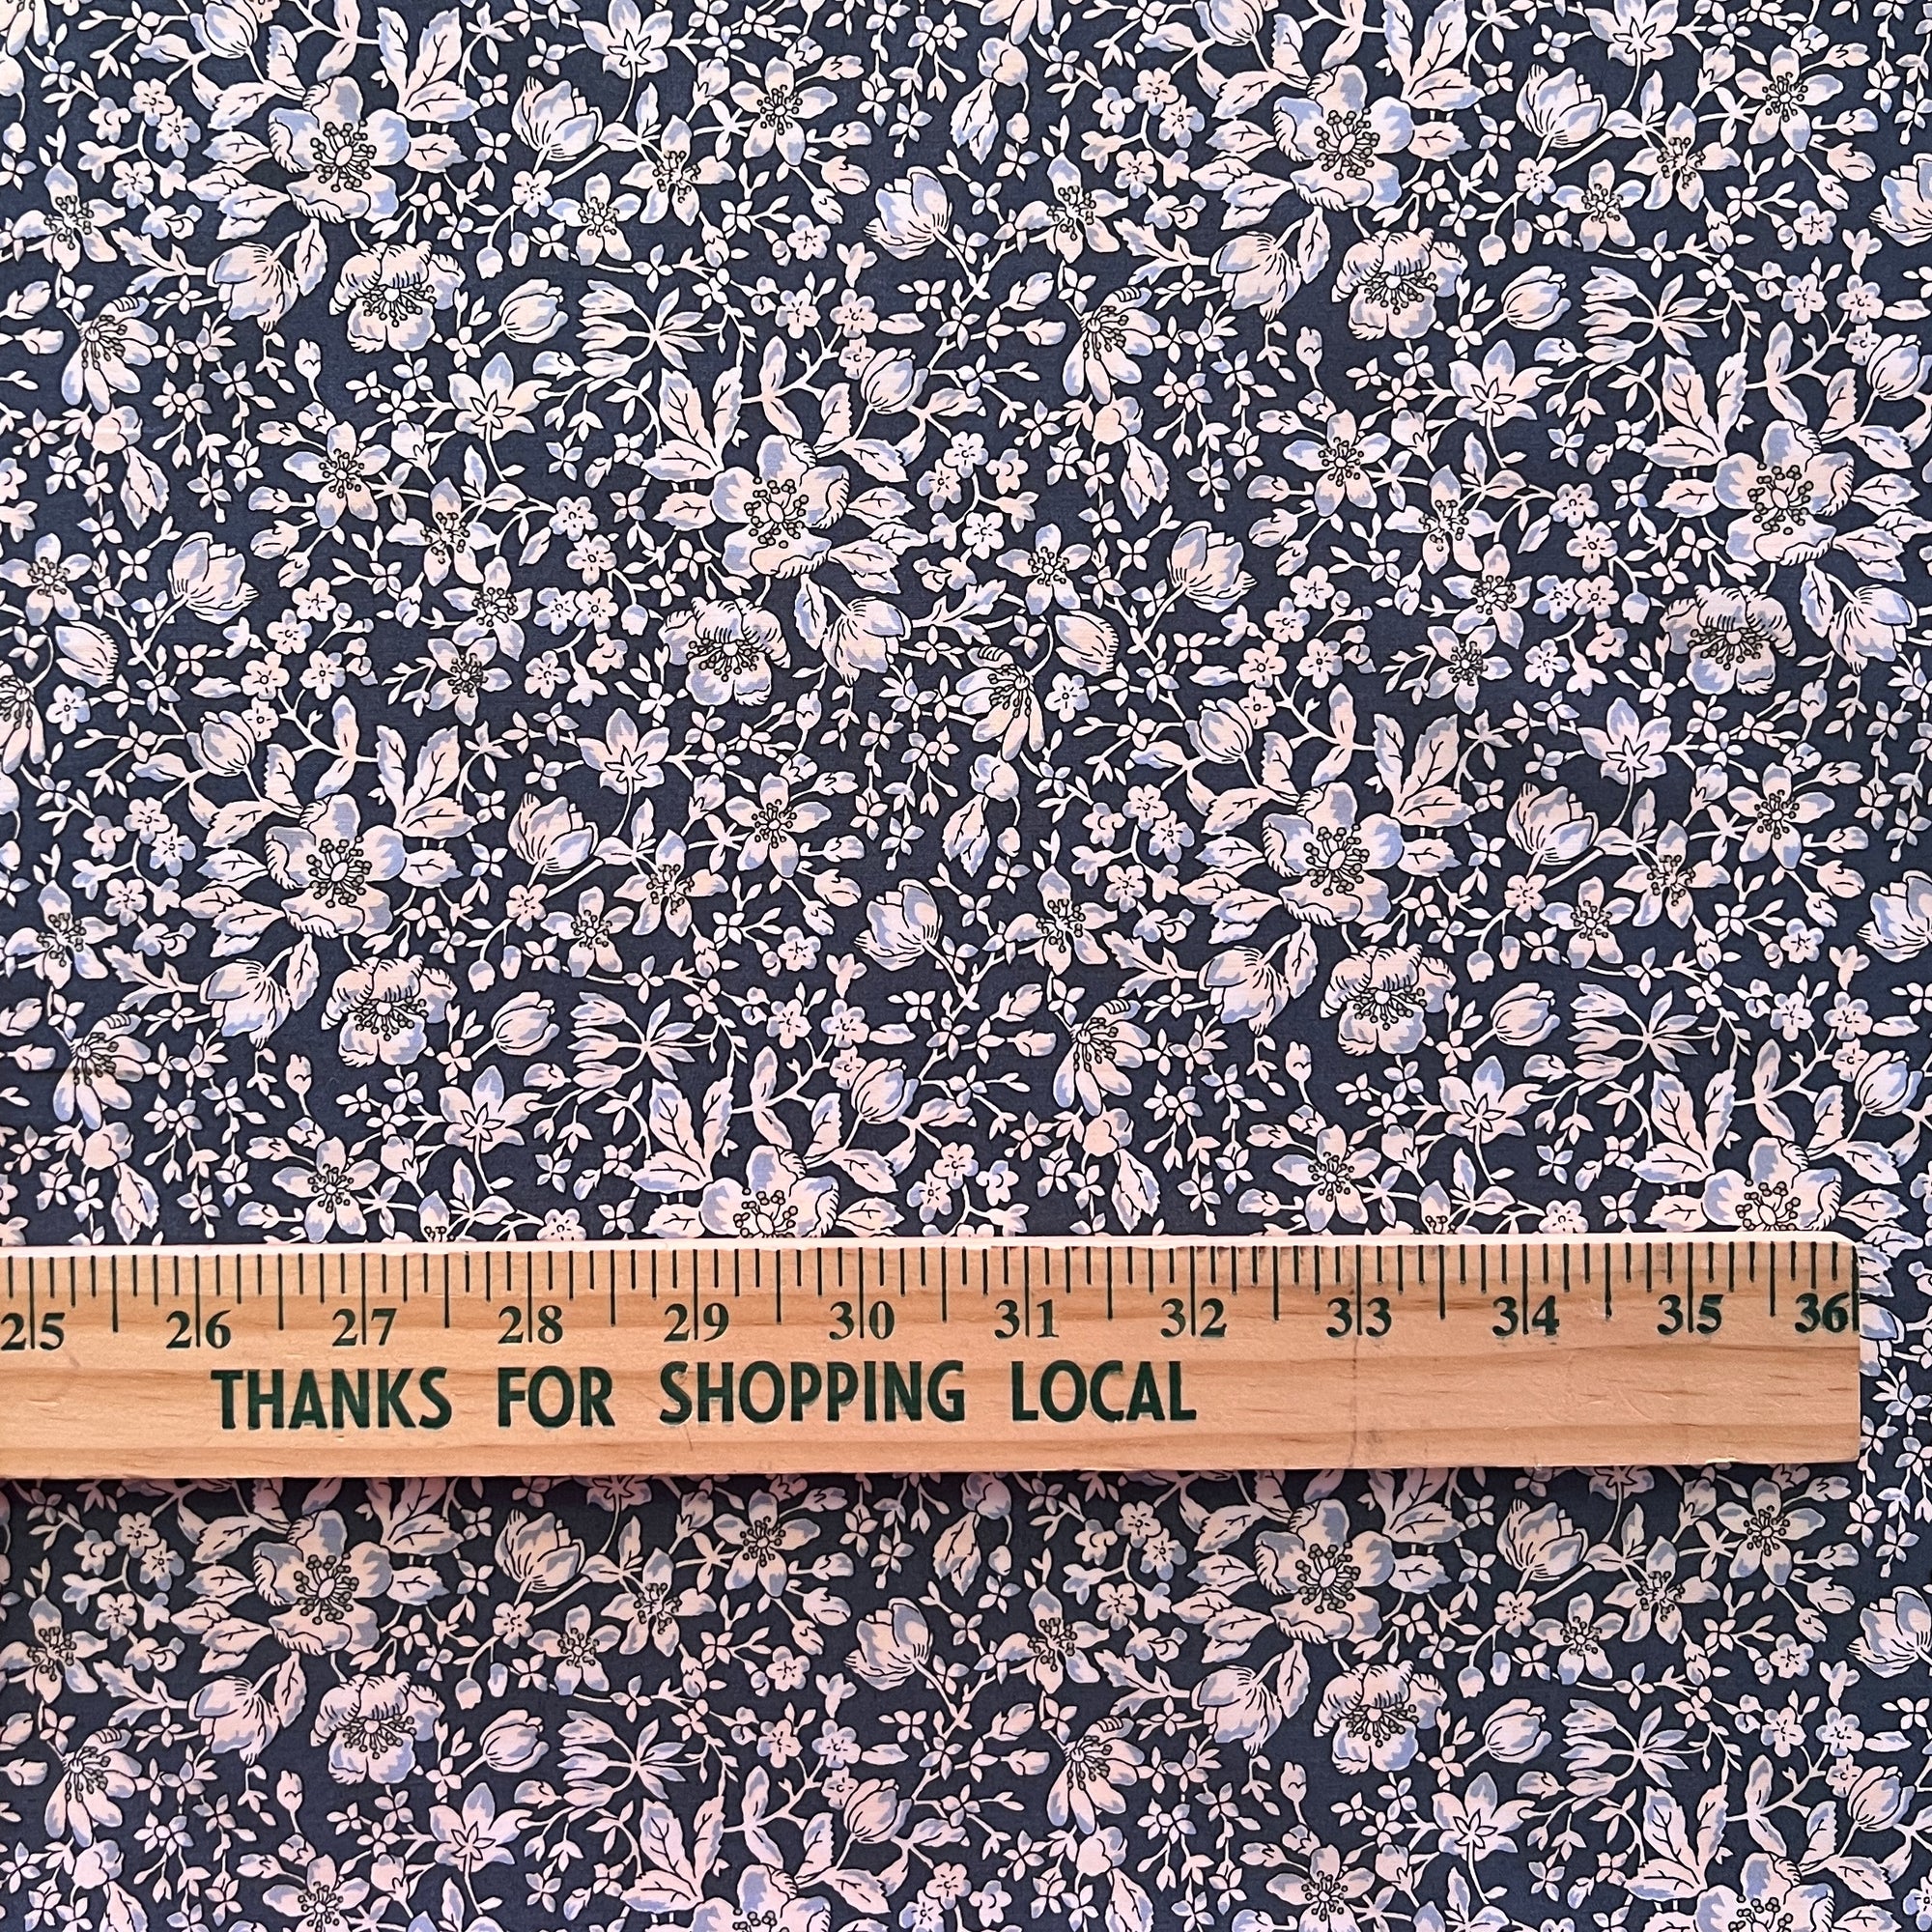 25 26 27 28 29 30 31 32 33 34 35 36
THANKS FOR SHOPPING LOCAL